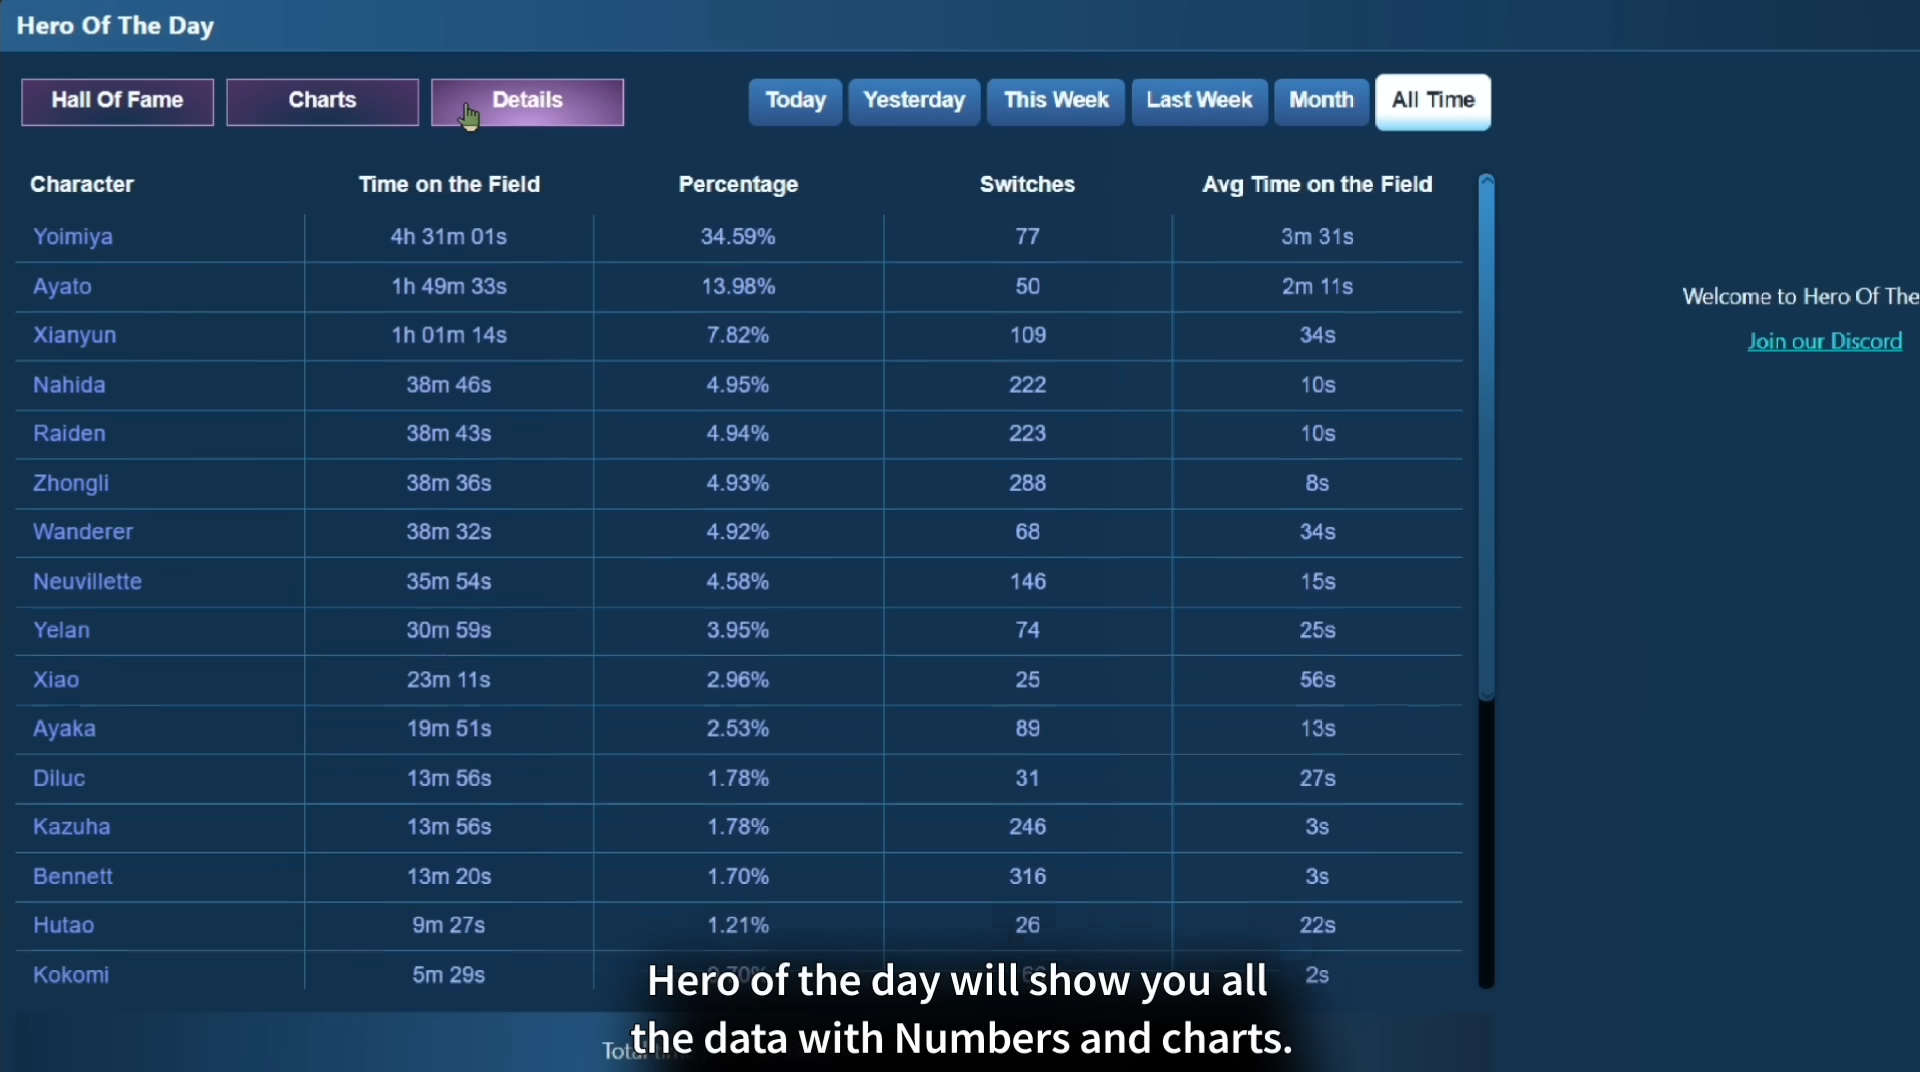 Hero Of The Day
Hall Of Fame Charts Details Today Yesterday This Week Last Week Month All Time
Character Time on the Field Percentage Switches Avg Time on the Field
Yoimiya 4h 31m 01s 34.59% 77 3m 31s
Ayato 1h 49m 33s 13.98% 50 2m 11s
Welcome to Hero Of The
Xianyun 1h 01m 14s 7.82% 109 34s
Join our Discord
Nahida 38m 46s 4.95% 222 10s
Raiden 38m 43s 4.94% 223 10s
Zhongli 38m 36s 4.93% 288 8s
Wanderer 38m 32s 4.92% 68 34s
Neuvillette 35m 54s 4.58% 146 15s
Yelan 30m 59s 3.95% 74 25s
Xiao 23m 11s 2.96% 25 56s
Ayaka 19m 51s 2.53% 89 13s
Diluc 13m 56s 1.78% 31 27s
Kazuha 13m 56s 1.78% 246 3s
Bennett 13m 20s 1.70% 316 3s
Hutao 9m 27s 1.21% 26 22s
Kokomi 5m 29s 2s
Hero of the day will show you all
the data with Numbers and charts.